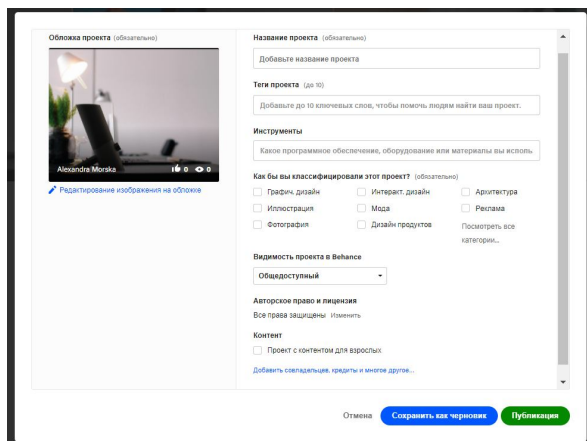 Обложка проекта (обязательно)
Alexandra Morska 0 0
Редактирование изображения на обложке
Название проекта (обязательно)
Добавьте название проекта
Теги проекта (до 10)
Добавьте до 10 ключевых слов, чтобы помочь людям найти ваш проект.
Инструменты
Какое программное обеспечение, оборудование или материалы вы исполь
Как бы вы классифицировали этот проект? (обязательно)
Графич. дизайн Интеракт. дизайн Архитектура
Иллюстрация Мода Реклама
Фотография Дизайн продуктов Посмотреть все
категории...
Видимость проекта в Behance
Общедоступный
Авторское право и лицензия
Все права защищены Изменить
Контент
Проект с контентом для взрослых
Добавить совладельцев, кредиты и многое другое...
Отмена Сохранить как черновик Публикация